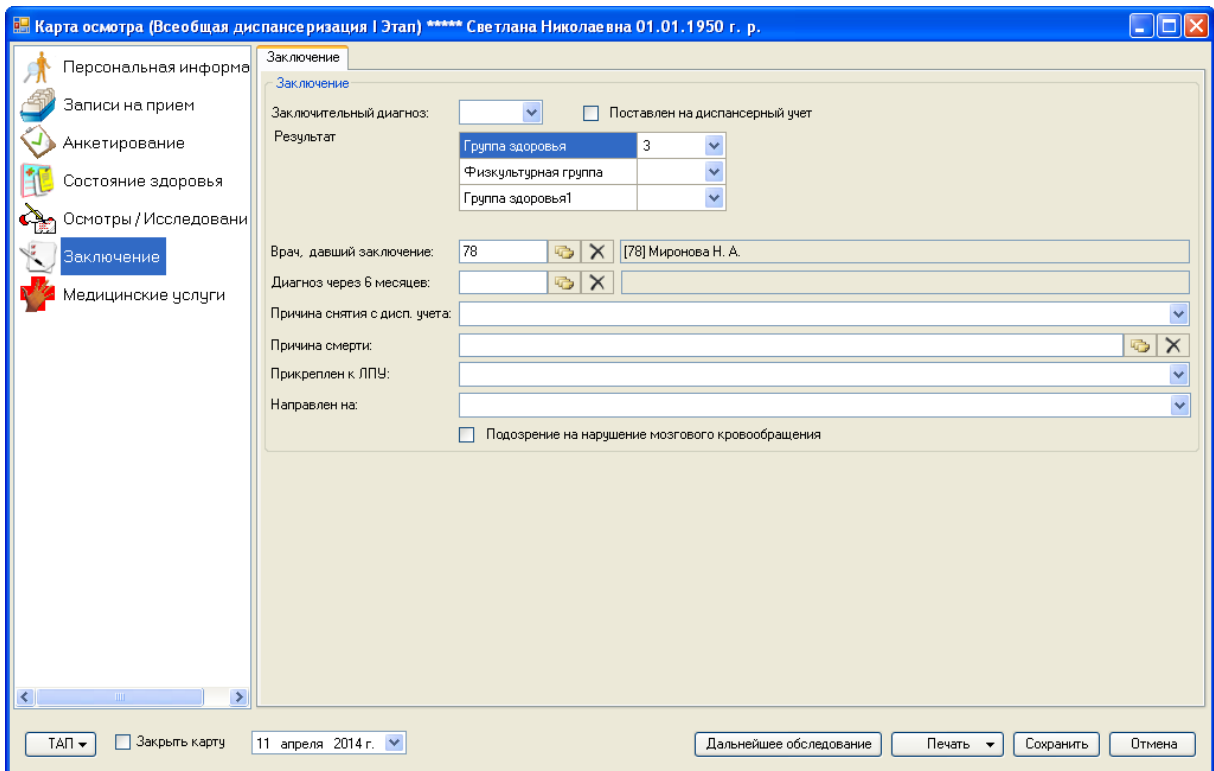 Карта осмотра (Всеобщая диспансеризация I Этап) ***** Светлана Николаевна 01.01.1950 г. р.
Персональная информа
Записи на прием
Анкетирование
Состояние здоровья
Осмотры / Исследовани
Заключение
Медицинские услуги
Заключение
Заключение
Заключительный диагноз:
Поставлен на диспансерный учет
Результат
Группа здоровья 3
Физкультурная группа
Группа здоровья1
Врач, давший заключение: 78 [78] Миронова Н. А.
Диагноз через 6 месяцев:
Причина снятия с дисп. учета:
Причина смерти:
Прикреплен к ЛПУ:
Направлен на:
Подозрение на нарушение мозгового кровообращения
ТАП Закрыть карту 11 апреля 2014 г. Дальнейшее обследование Печать Сохранить Отмена